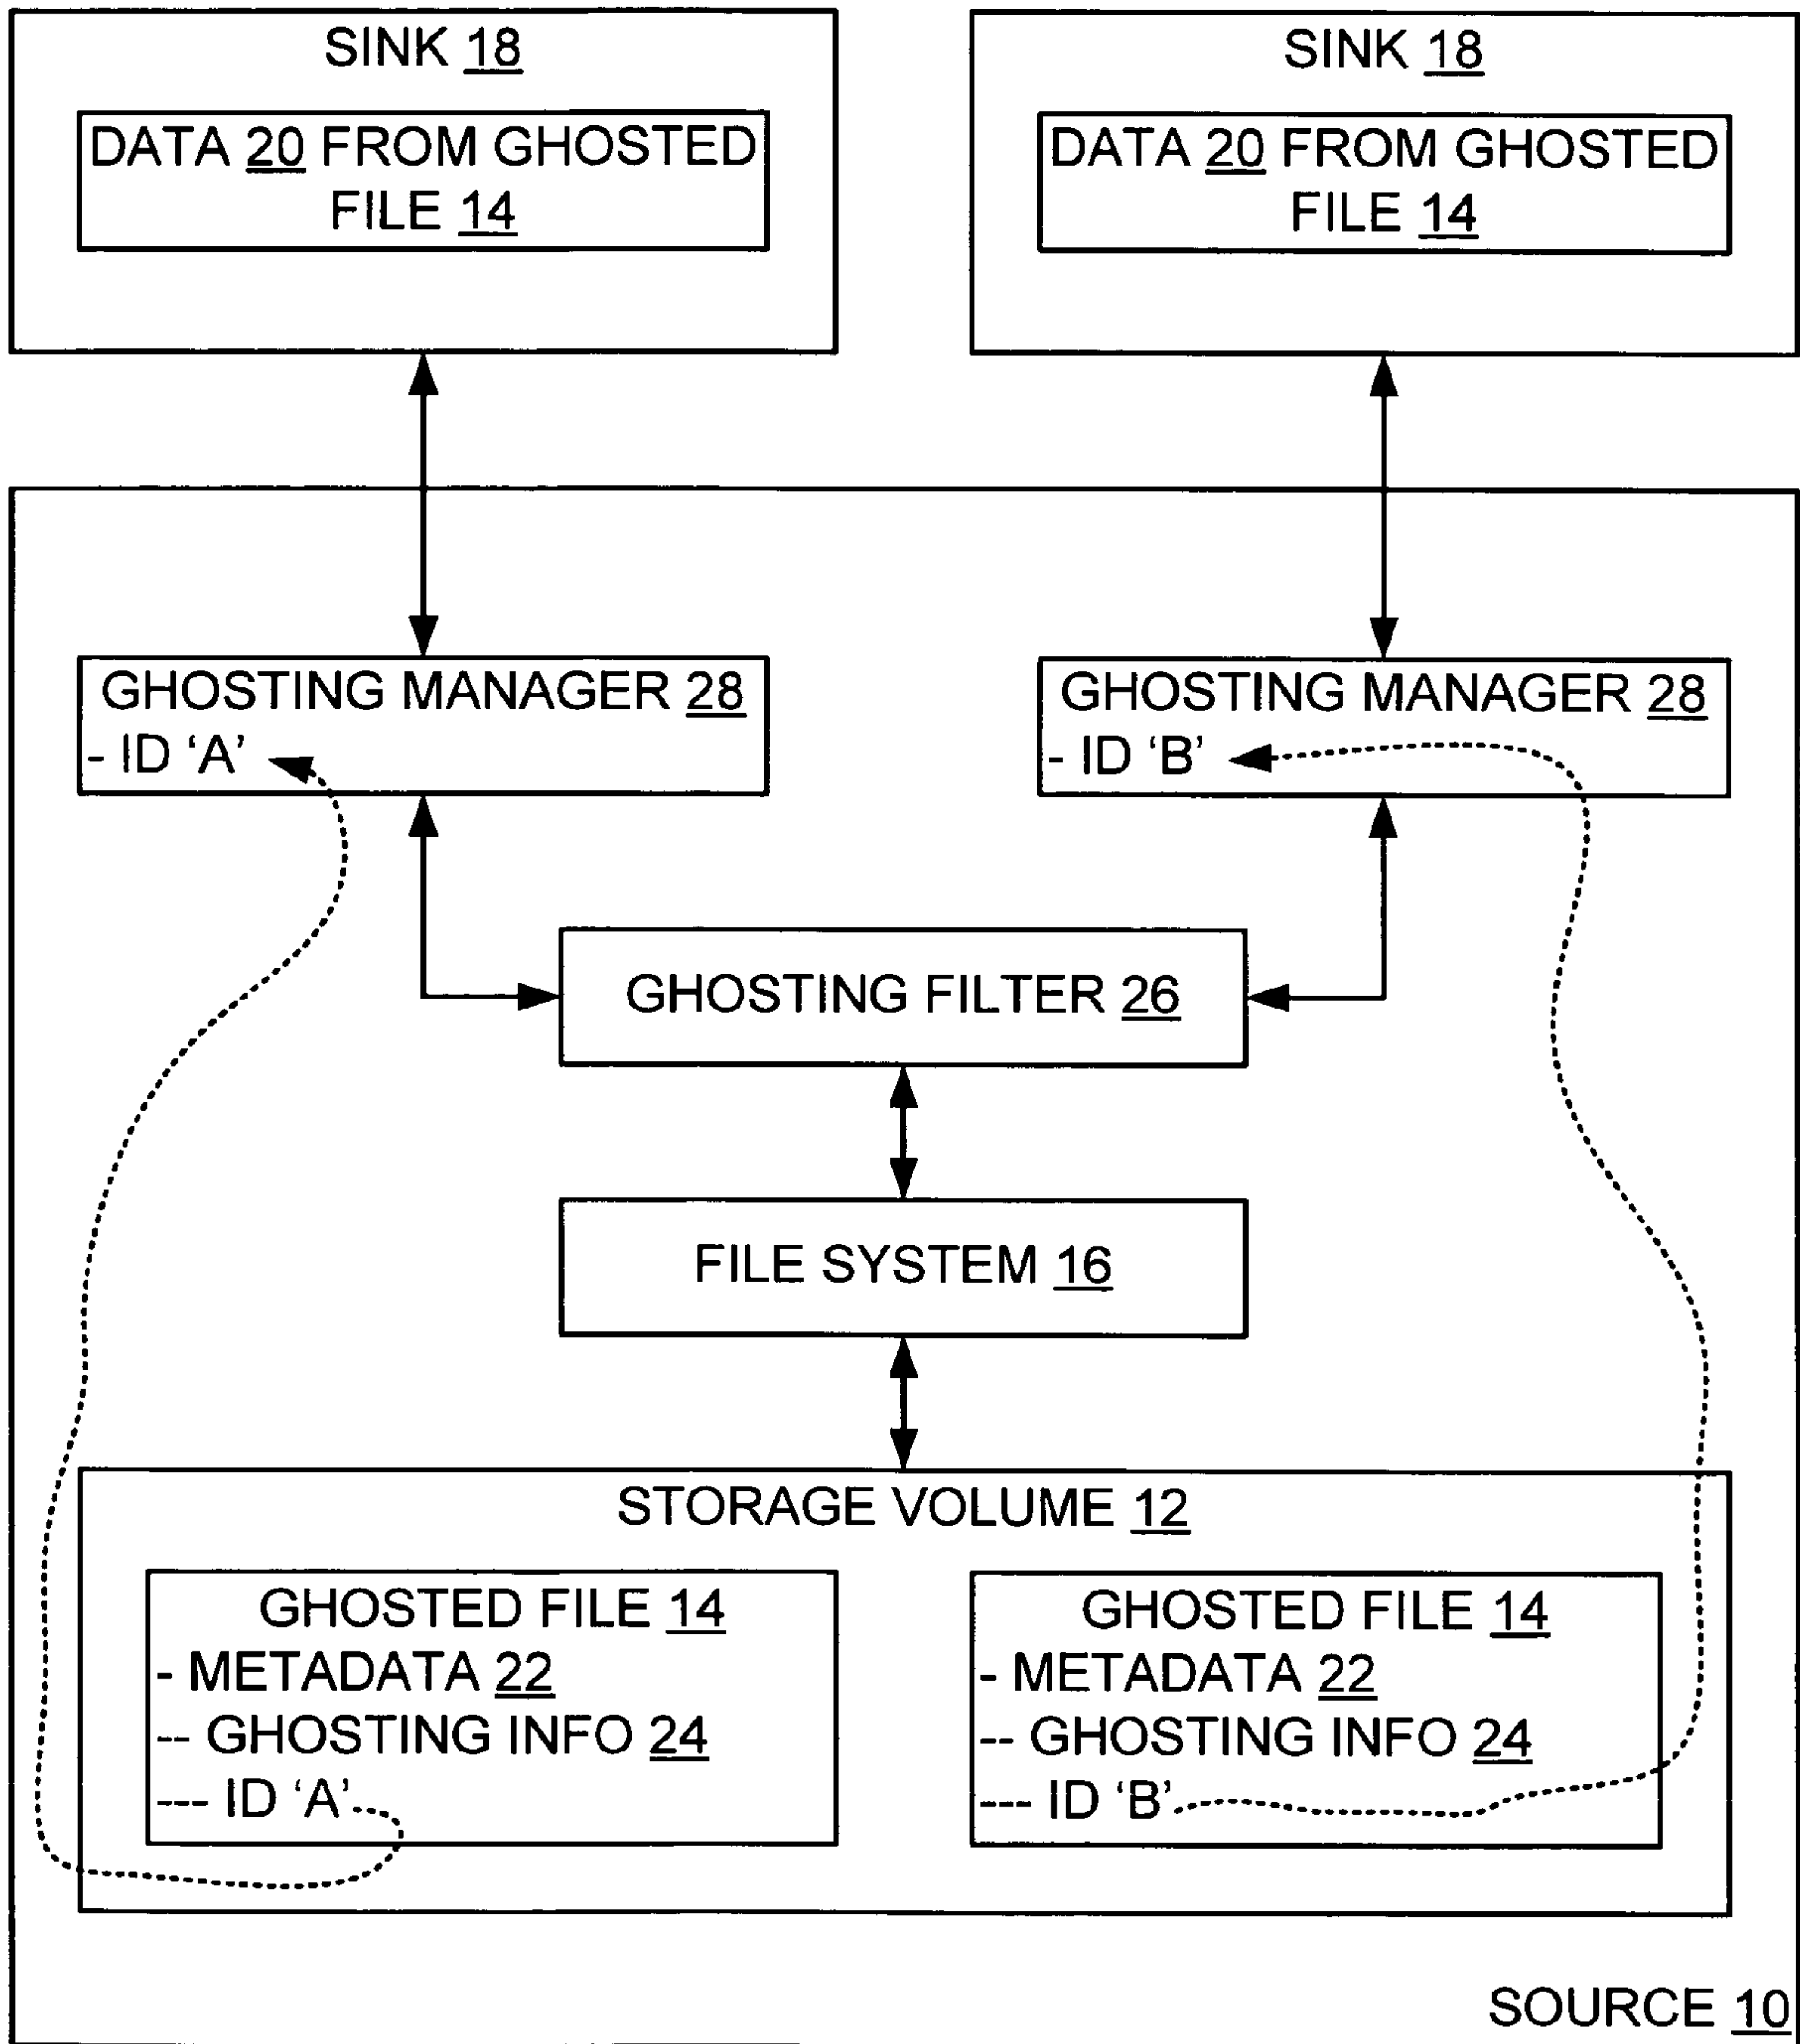 SINK 18
DATA 20 FROM GHOSTED
FILE 14
SINK 18
DATA 20 FROM GHOSTED
FILE 14
GHOSTING MANAGER 28
- ID ‘A’
GHOSTING MANAGER 28
- ID ‘B’
GHOSTING FILTER 26
FILE SYSTEM 16
STORAGE VOLUME 12
GHOSTED FILE 14
- METADATA 22
-- GHOSTING INFO 24
--- ID ‘A’
GHOSTED FILE 14
- METADATA 22
-- GHOSTING INFO 24
--- ID ‘B’
SOURCE 10